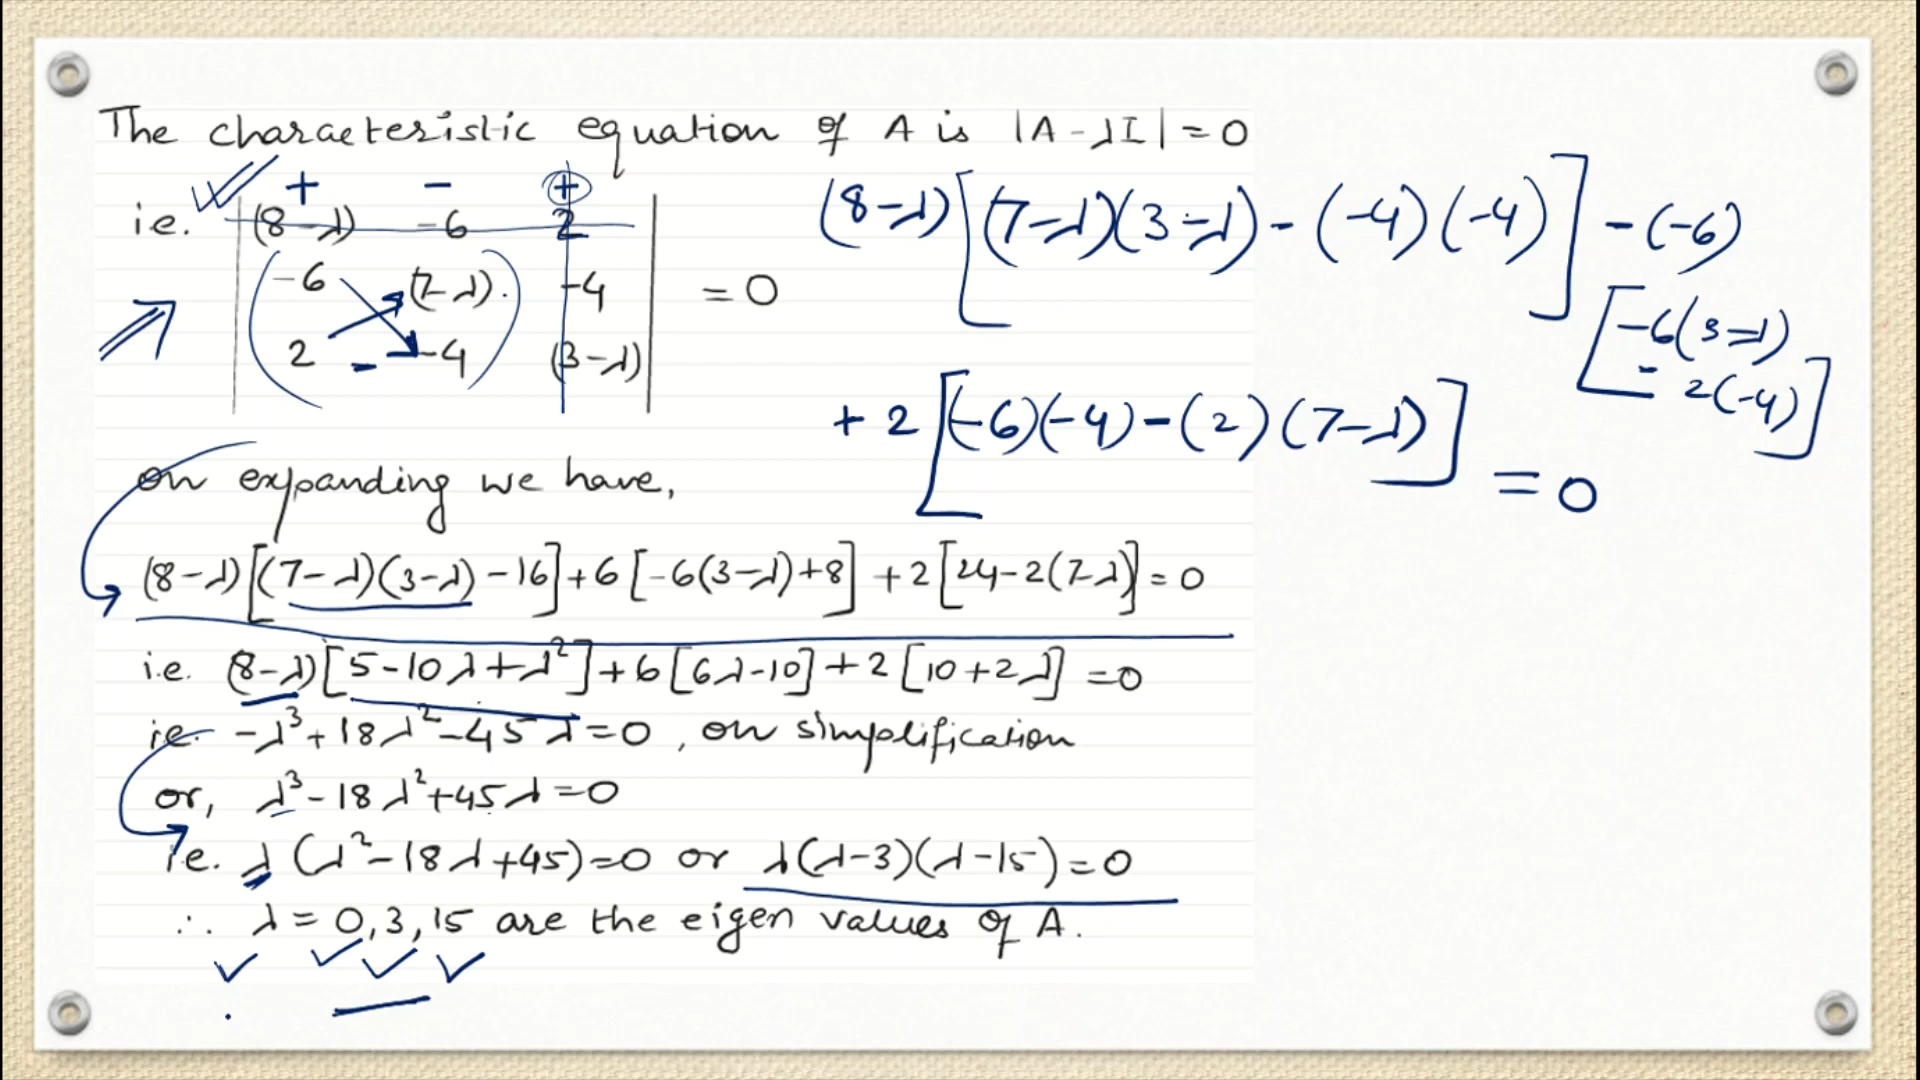 The characteristic equation of A is |A - λI| = 0
+ - +
i.e. | (8-λ) -6 2 |
| -6 (7-λ). -4 | = 0
| 2 -4 (3-λ) |
-
(8-λ)[(7-λ)(3-λ) - (-4)(-4)] - (-6)
[-6(3-λ)
- 2(-4)]
+ 2 [(-6)(-4) - (2)(7-λ)]
= 0
on expanding we have,
(8-λ)[(7-λ)(3-λ) -16] + 6 [-6(3-λ)+8] + 2 [24-2(7-λ)] = 0
i.e. (8-λ)[5-10λ+λ²] + 6 [6λ-10] + 2 [10+2λ] = 0
i.e. -λ³+18λ²-45λ=0, on simplification
or, λ³-18λ²+45λ=0
i.e. λ (λ²-18λ+45)=0 or λ(λ-3)(λ-15)=0
∴ λ = 0,3,15 are the eigen values of A.